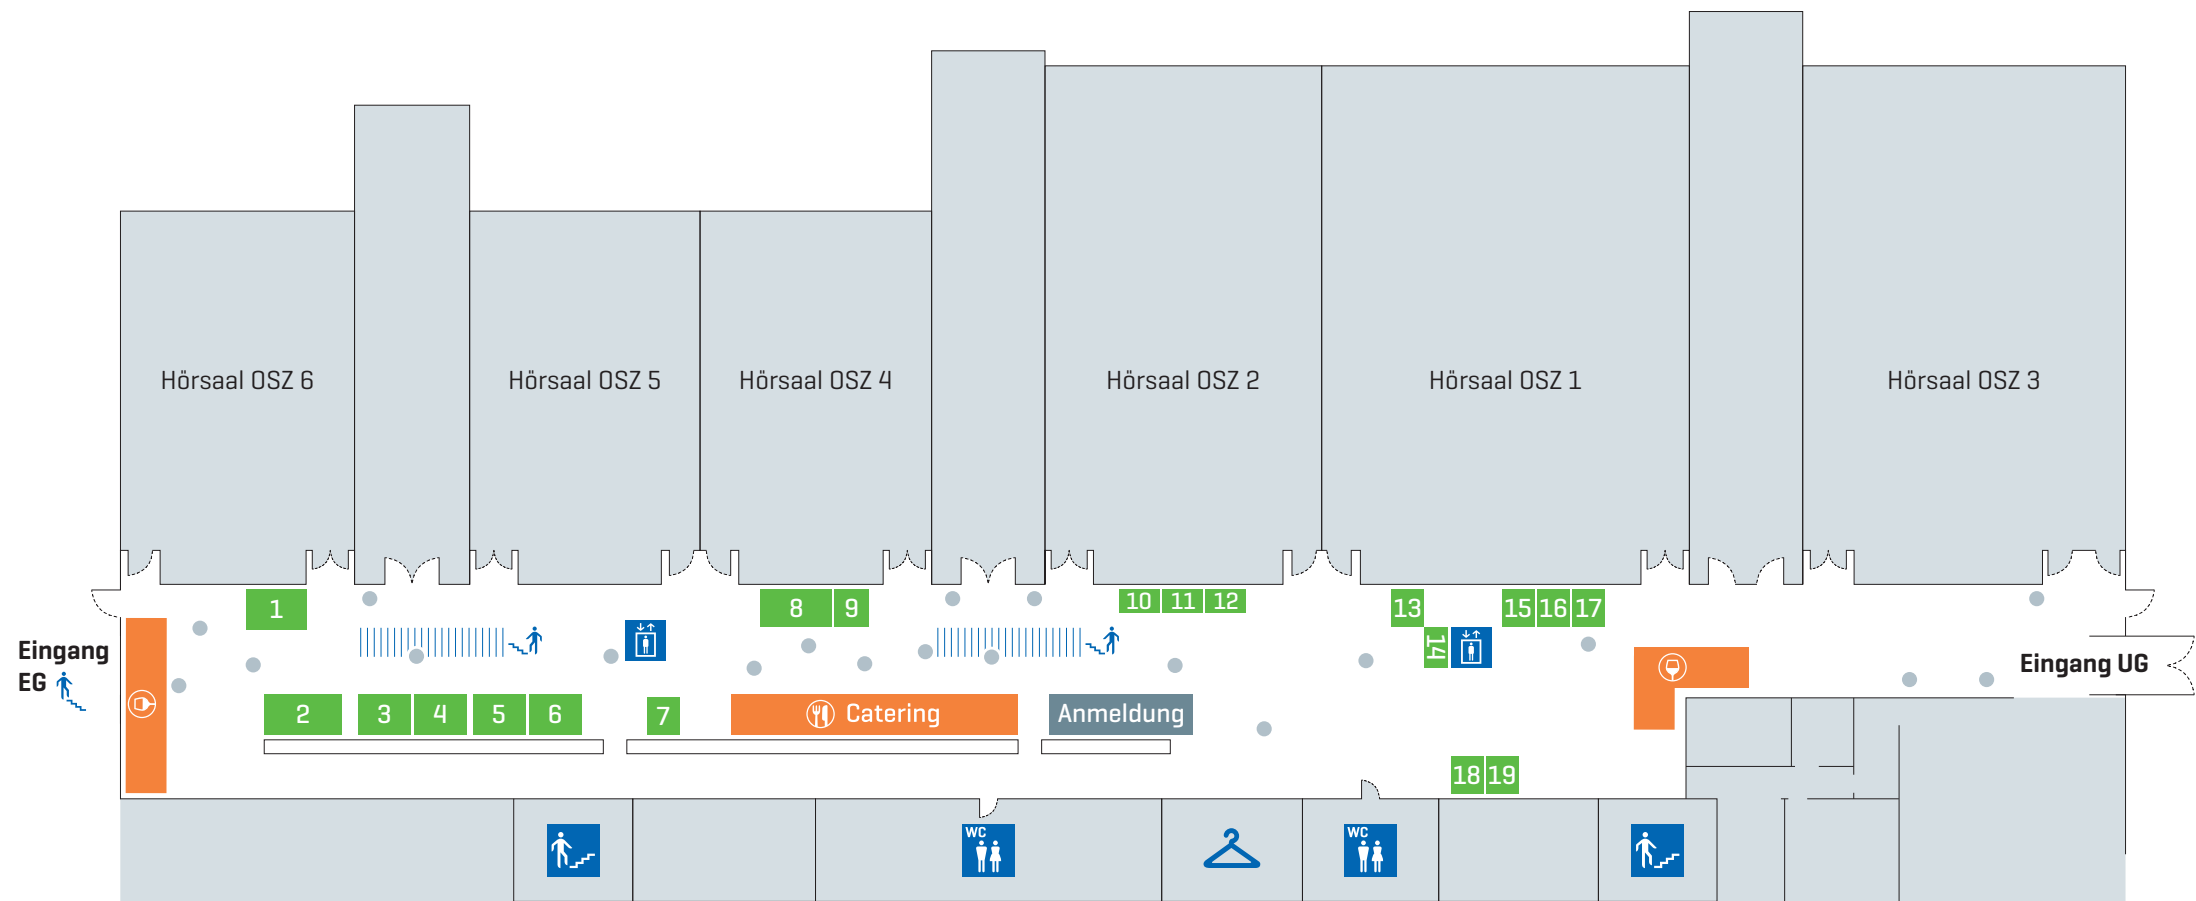 Hörsaal OSZ 6
Hörsaal OSZ 5
Hörsaal OSZ 4
Hörsaal OSZ 2
Hörsaal OSZ 1
Hörsaal OSZ 3
1
8
9
10
11
12
13
14
15
16
17
Eingang
EG
Eingang UG
2
3
4
5
6
7
Catering
Anmeldung
18
19
WC
WC